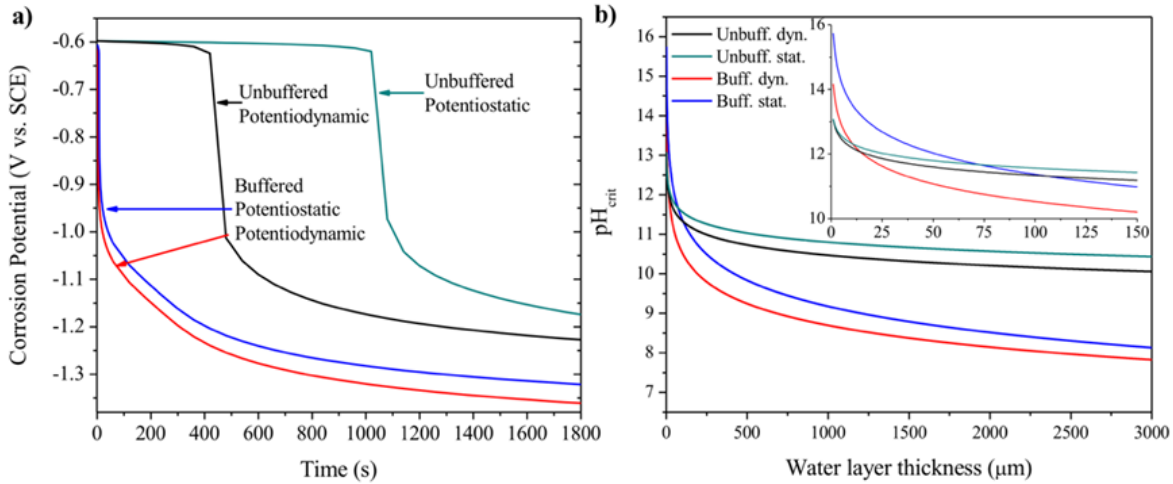 a)
-0.6
-0.7
-0.8
-0.9
-1.0
-1.1
-1.2
-1.3
Corrosion Potential (V vs. SCE)
Unbuffered
Potentiodynamic
Unbuffered
Potentiostatic
Buffered
Potentiostatic
Potentiodynamic
0 200 400 600 800 1000 1200 1400 1600 1800
Time (s)
b)
16
15
14
13
12
11
10
9
8
7
pHcrit
Unbuff. dyn.
Unbuff. stat.
Buff. dyn.
Buff. stat.
16
14
12
10
0 25 50 75 100 125 150
0 500 1000 1500 2000 2500 3000
Water layer thickness (μm)